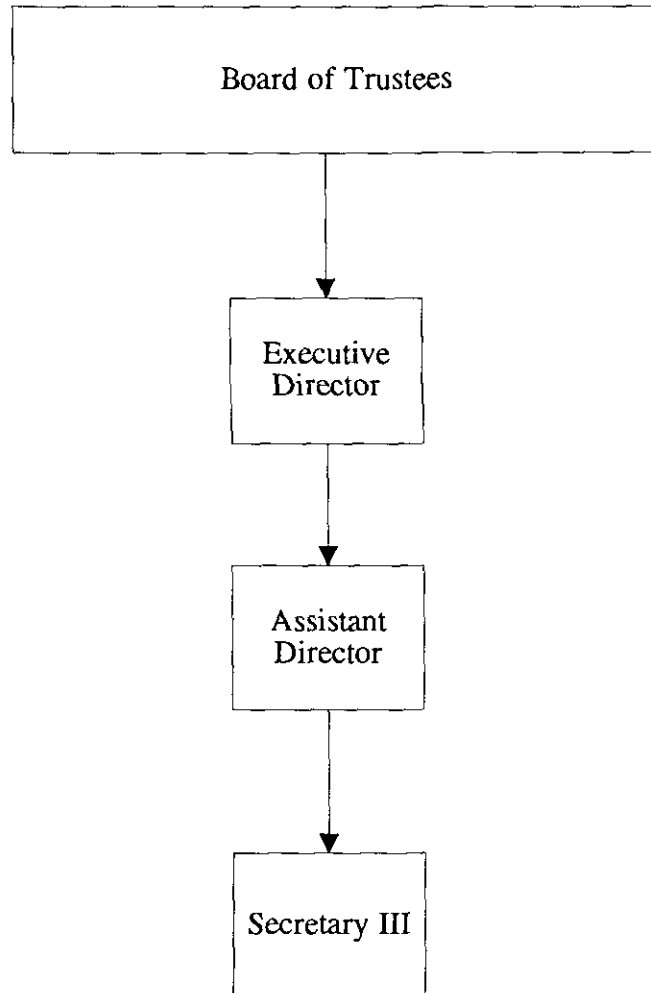 Board of Trustees
Executive
Director
Assistant
Director
Secretary III